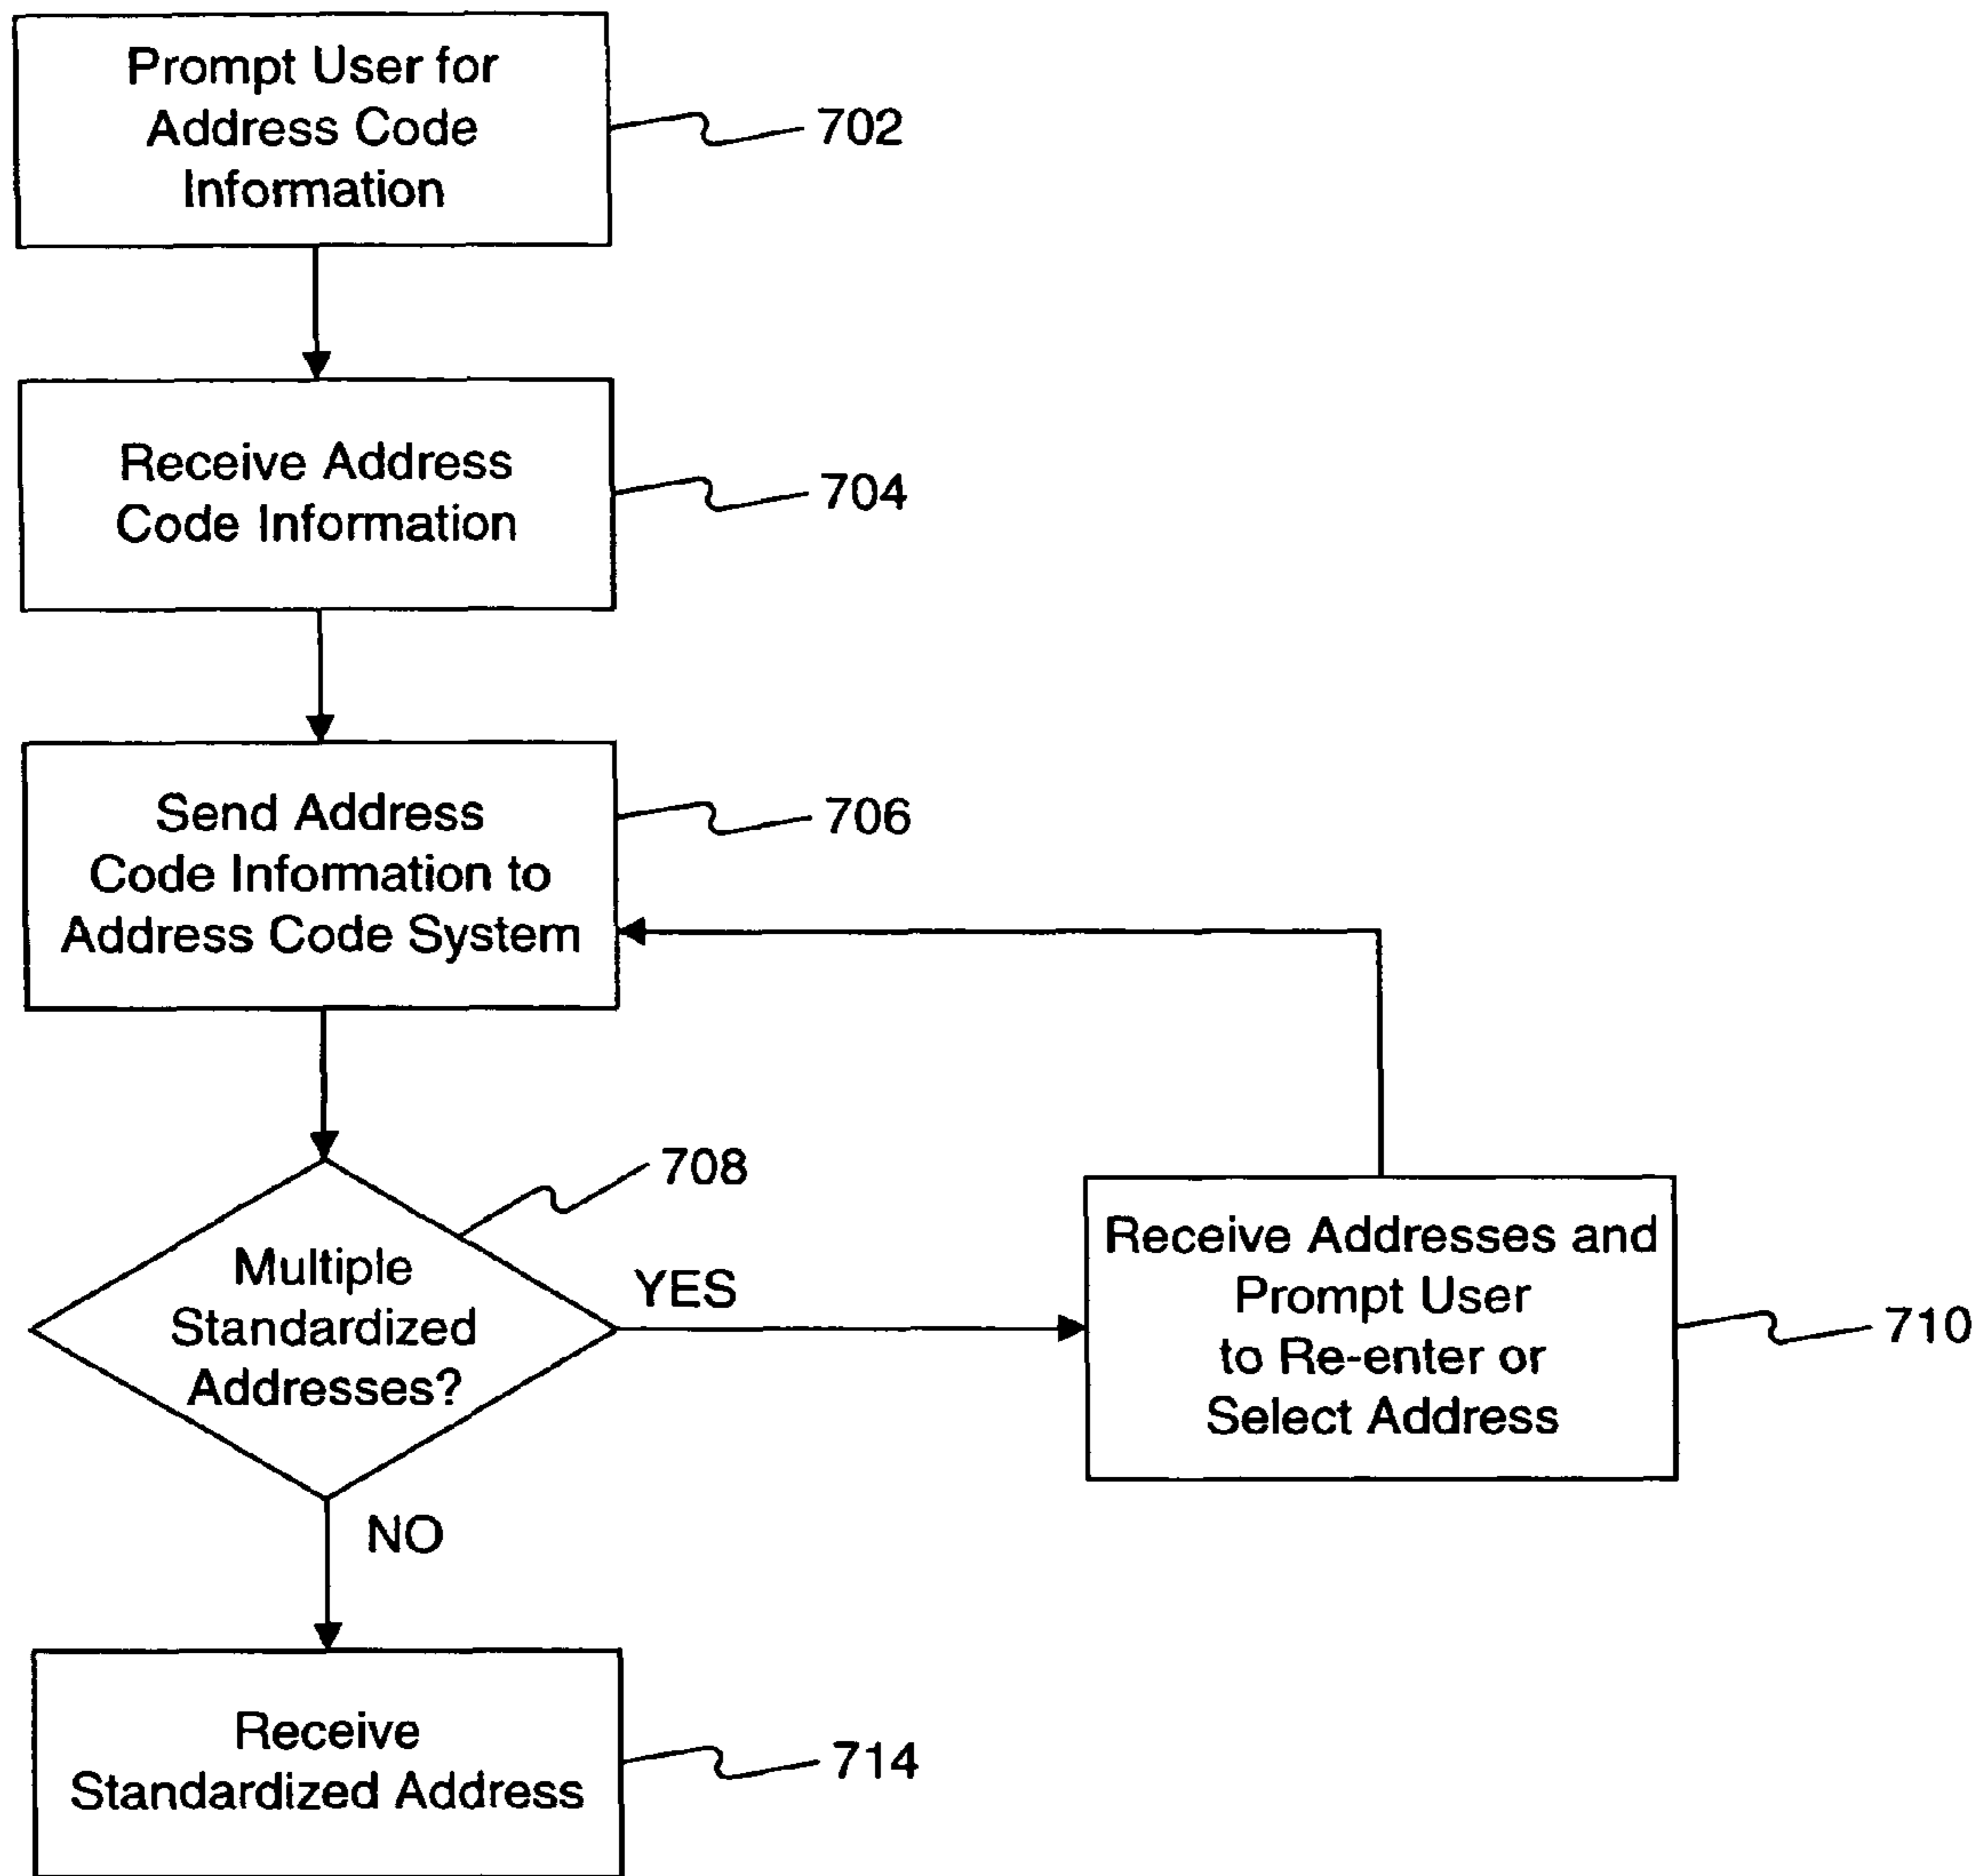 Prompt User for
Address Code
Information
702
Receive Address
Code Information
704
Send Address
Code Information to
Address Code System
706
708
Multiple
Standardized
Addresses?
YES
Receive Addresses and
Prompt User
to Re-enter or
Select Address
710
NO
Receive
Standardized Address
714